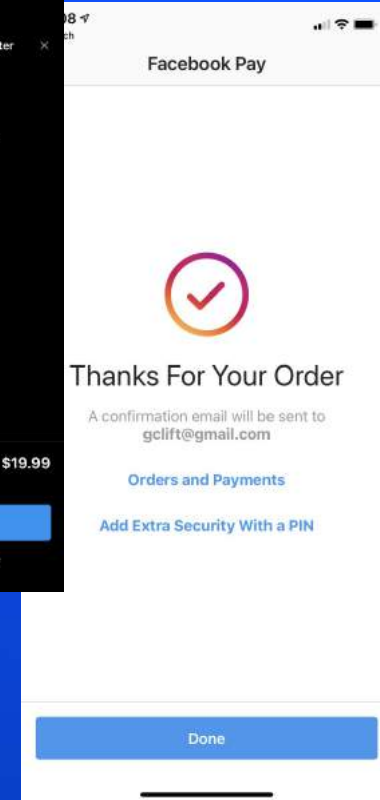 08
Facebook Pay
Thanks For Your Order
A confirmation email will be sent to
gclift@gmail.com
$19.99
Orders and Payments
Add Extra Security With a PIN
Done